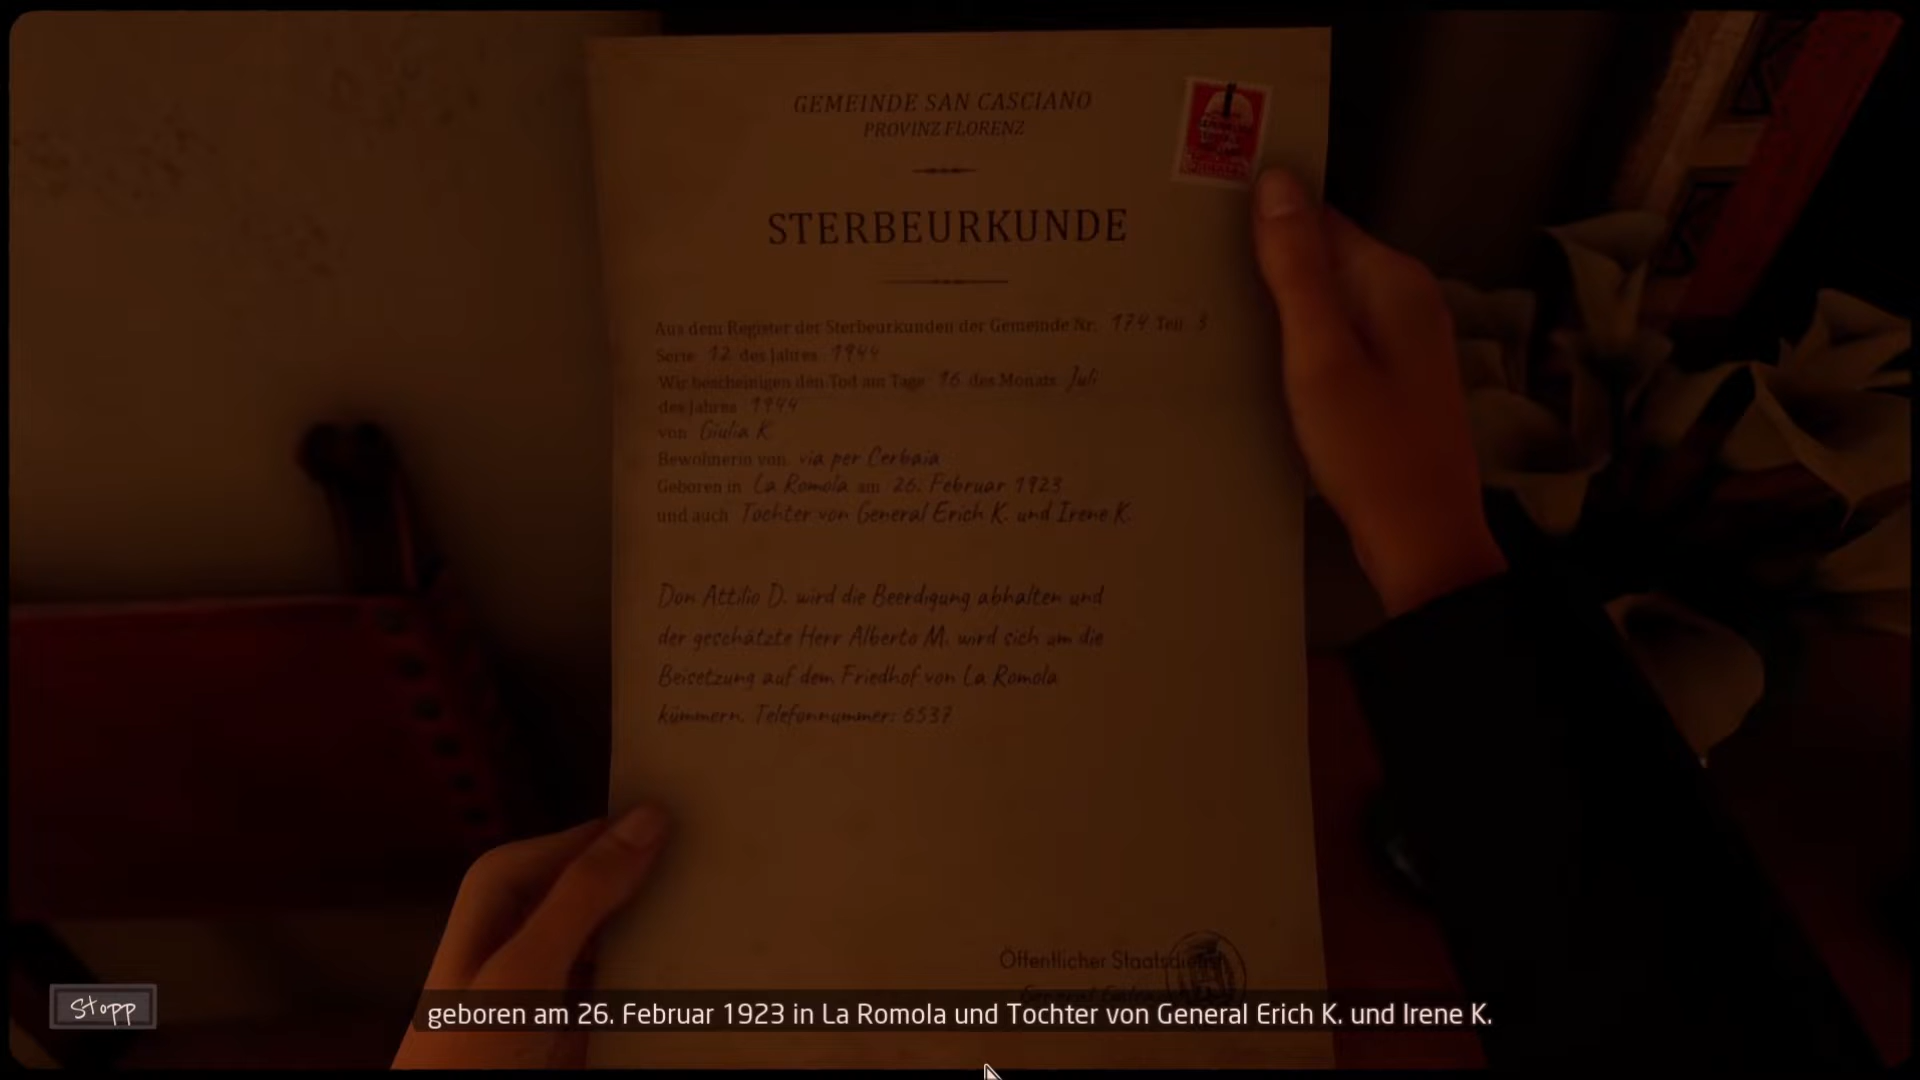 GEMEINDE SAN CASCIANO
PROVINZ FLORENZ
STERBEURKUNDE
Aus dem Register der Sterbeurkunden der Gemeinde Nr. 174 Teil 3
Serie 12 des Jahres 1944
Wir bescheinigen den Tod am Tage 16 des Monats Juli
des Jahres 1944
von Giulia K.
Bewohnerin von via per Cerbaia
Geboren in La Romola am 26. Februar 1923
und auch Tochter von General Erich K. und Irene K.
Don Attilio D. wird die Beerdigung abhalten und
der geschätzte Herr Alberto M. wird sich um die
Beisetzung auf dem Friedhof von La Romola
kümmern. Telefonnummer: 6537
Öffentlicher Staatsdienst
Stopp
geboren am 26. Februar 1923 in La Romola und Tochter von General Erich K. und Irene K.